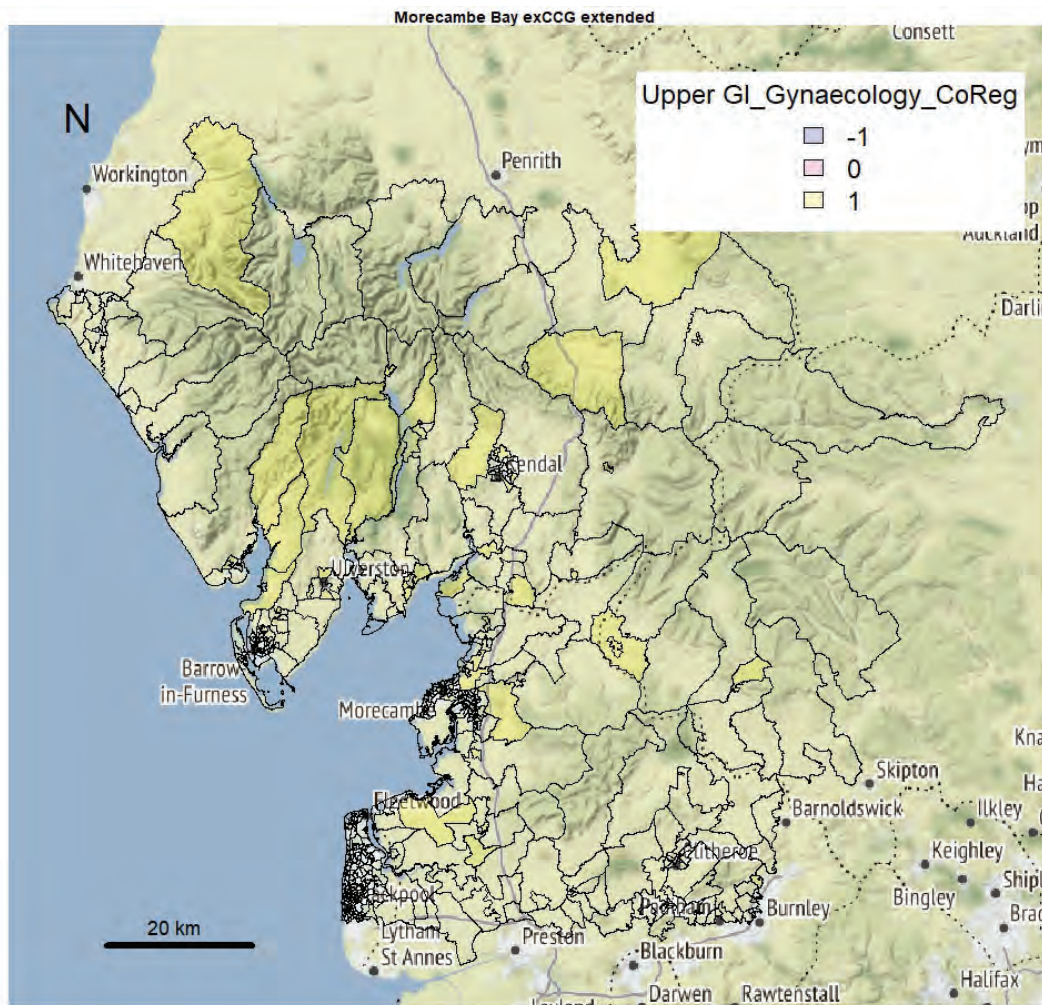 Morecambe Bay exCCG extended
Consett
Upper GI_Gynaecology_CoReg
-1
0
1
N
Penrith
Workington
Auckland
Whitehaven
Kendal
Ulverston
Barrow
in-Furness
Morecambe
Skipton
Fleetwood
Barnoldswick
Ilkley
Clitheroe
Keighley
Bingley
Blackpool
Padiham
Burnley
20 km
Lytham
St Annes
Preston
Blackburn
Halifax
Darwen
Rawtenstall